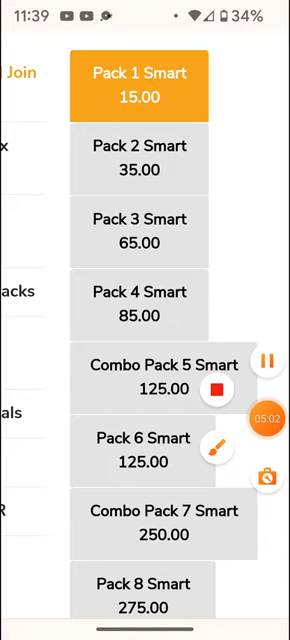 11:39
34%
Join
Pack 1 Smart
15.00
x
Pack 2 Smart
35.00
Pack 3 Smart
65.00
acks
Pack 4 Smart
85.00
Combo Pack 5 Smart
125.00
05:02
als
Pack 6 Smart
125.00
R
Combo Pack 7 Smart
250.00
Pack 8 Smart
275.00